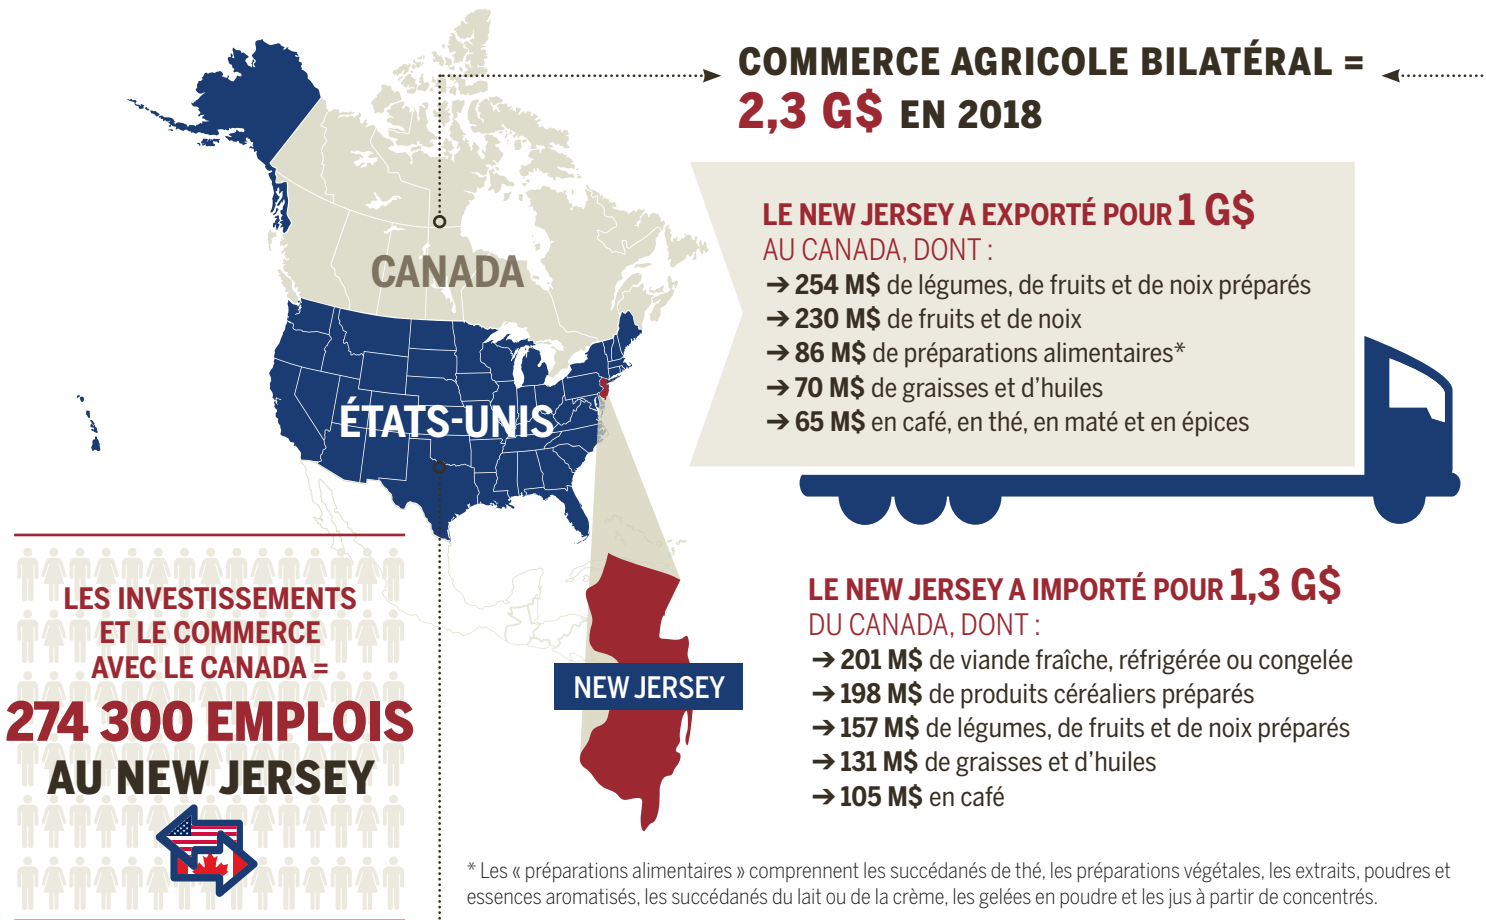 COMMERCE AGRICOLE BILATÉRAL =
2,3 G$ EN 2018
LE NEW JERSEY A EXPORTÉ POUR 1 G$
AU CANADA, DONT :
➔ 254 M$ de légumes, de fruits et de noix préparés
➔ 230 M$ de fruits et de noix
➔ 86 M$ de préparations alimentaires*
➔ 70 M$ de graisses et d'huiles
➔ 65 M$ en café, en thé, en maté et en épices
CANADA
ÉTATS-UNIS
NEW JERSEY
LES INVESTISSEMENTS
ET LE COMMERCE
AVEC LE CANADA =
274 300 EMPLOIS
AU NEW JERSEY
LE NEW JERSEY A IMPORTÉ POUR 1,3 G$
DU CANADA, DONT :
➔ 201 M$ de viande fraîche, réfrigérée ou congelée
➔ 198 M$ de produits céréaliers préparés
➔ 157 M$ de légumes, de fruits et de noix préparés
➔ 131 M$ de graisses et d'huiles
➔ 105 M$ en café
* Les « préparations alimentaires » comprennent les succédanés de thé, les préparations végétales, les extraits, poudres et
essences aromatisés, les succédanés du lait ou de la crème, les gelées en poudre et les jus à partir de concentrés.